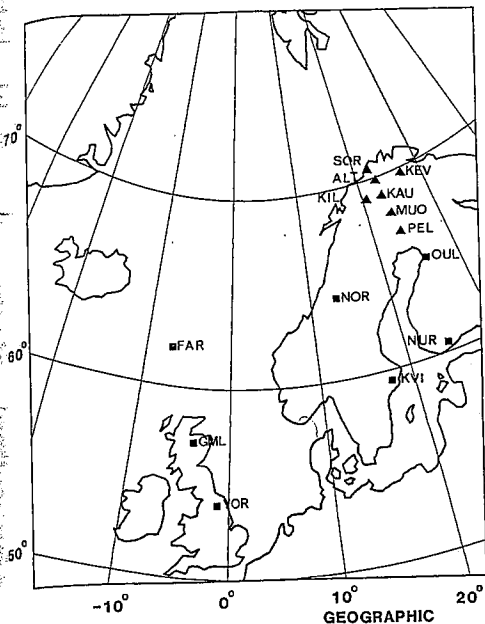 70°
SOR
ALT
KEV
KIL
KAU
MUO
PEL
OUL
NOR
FAR
NUR
60°
KVI
GML
YOR
50°
-10° 0° 10° 20°
GEOGRAPHIC